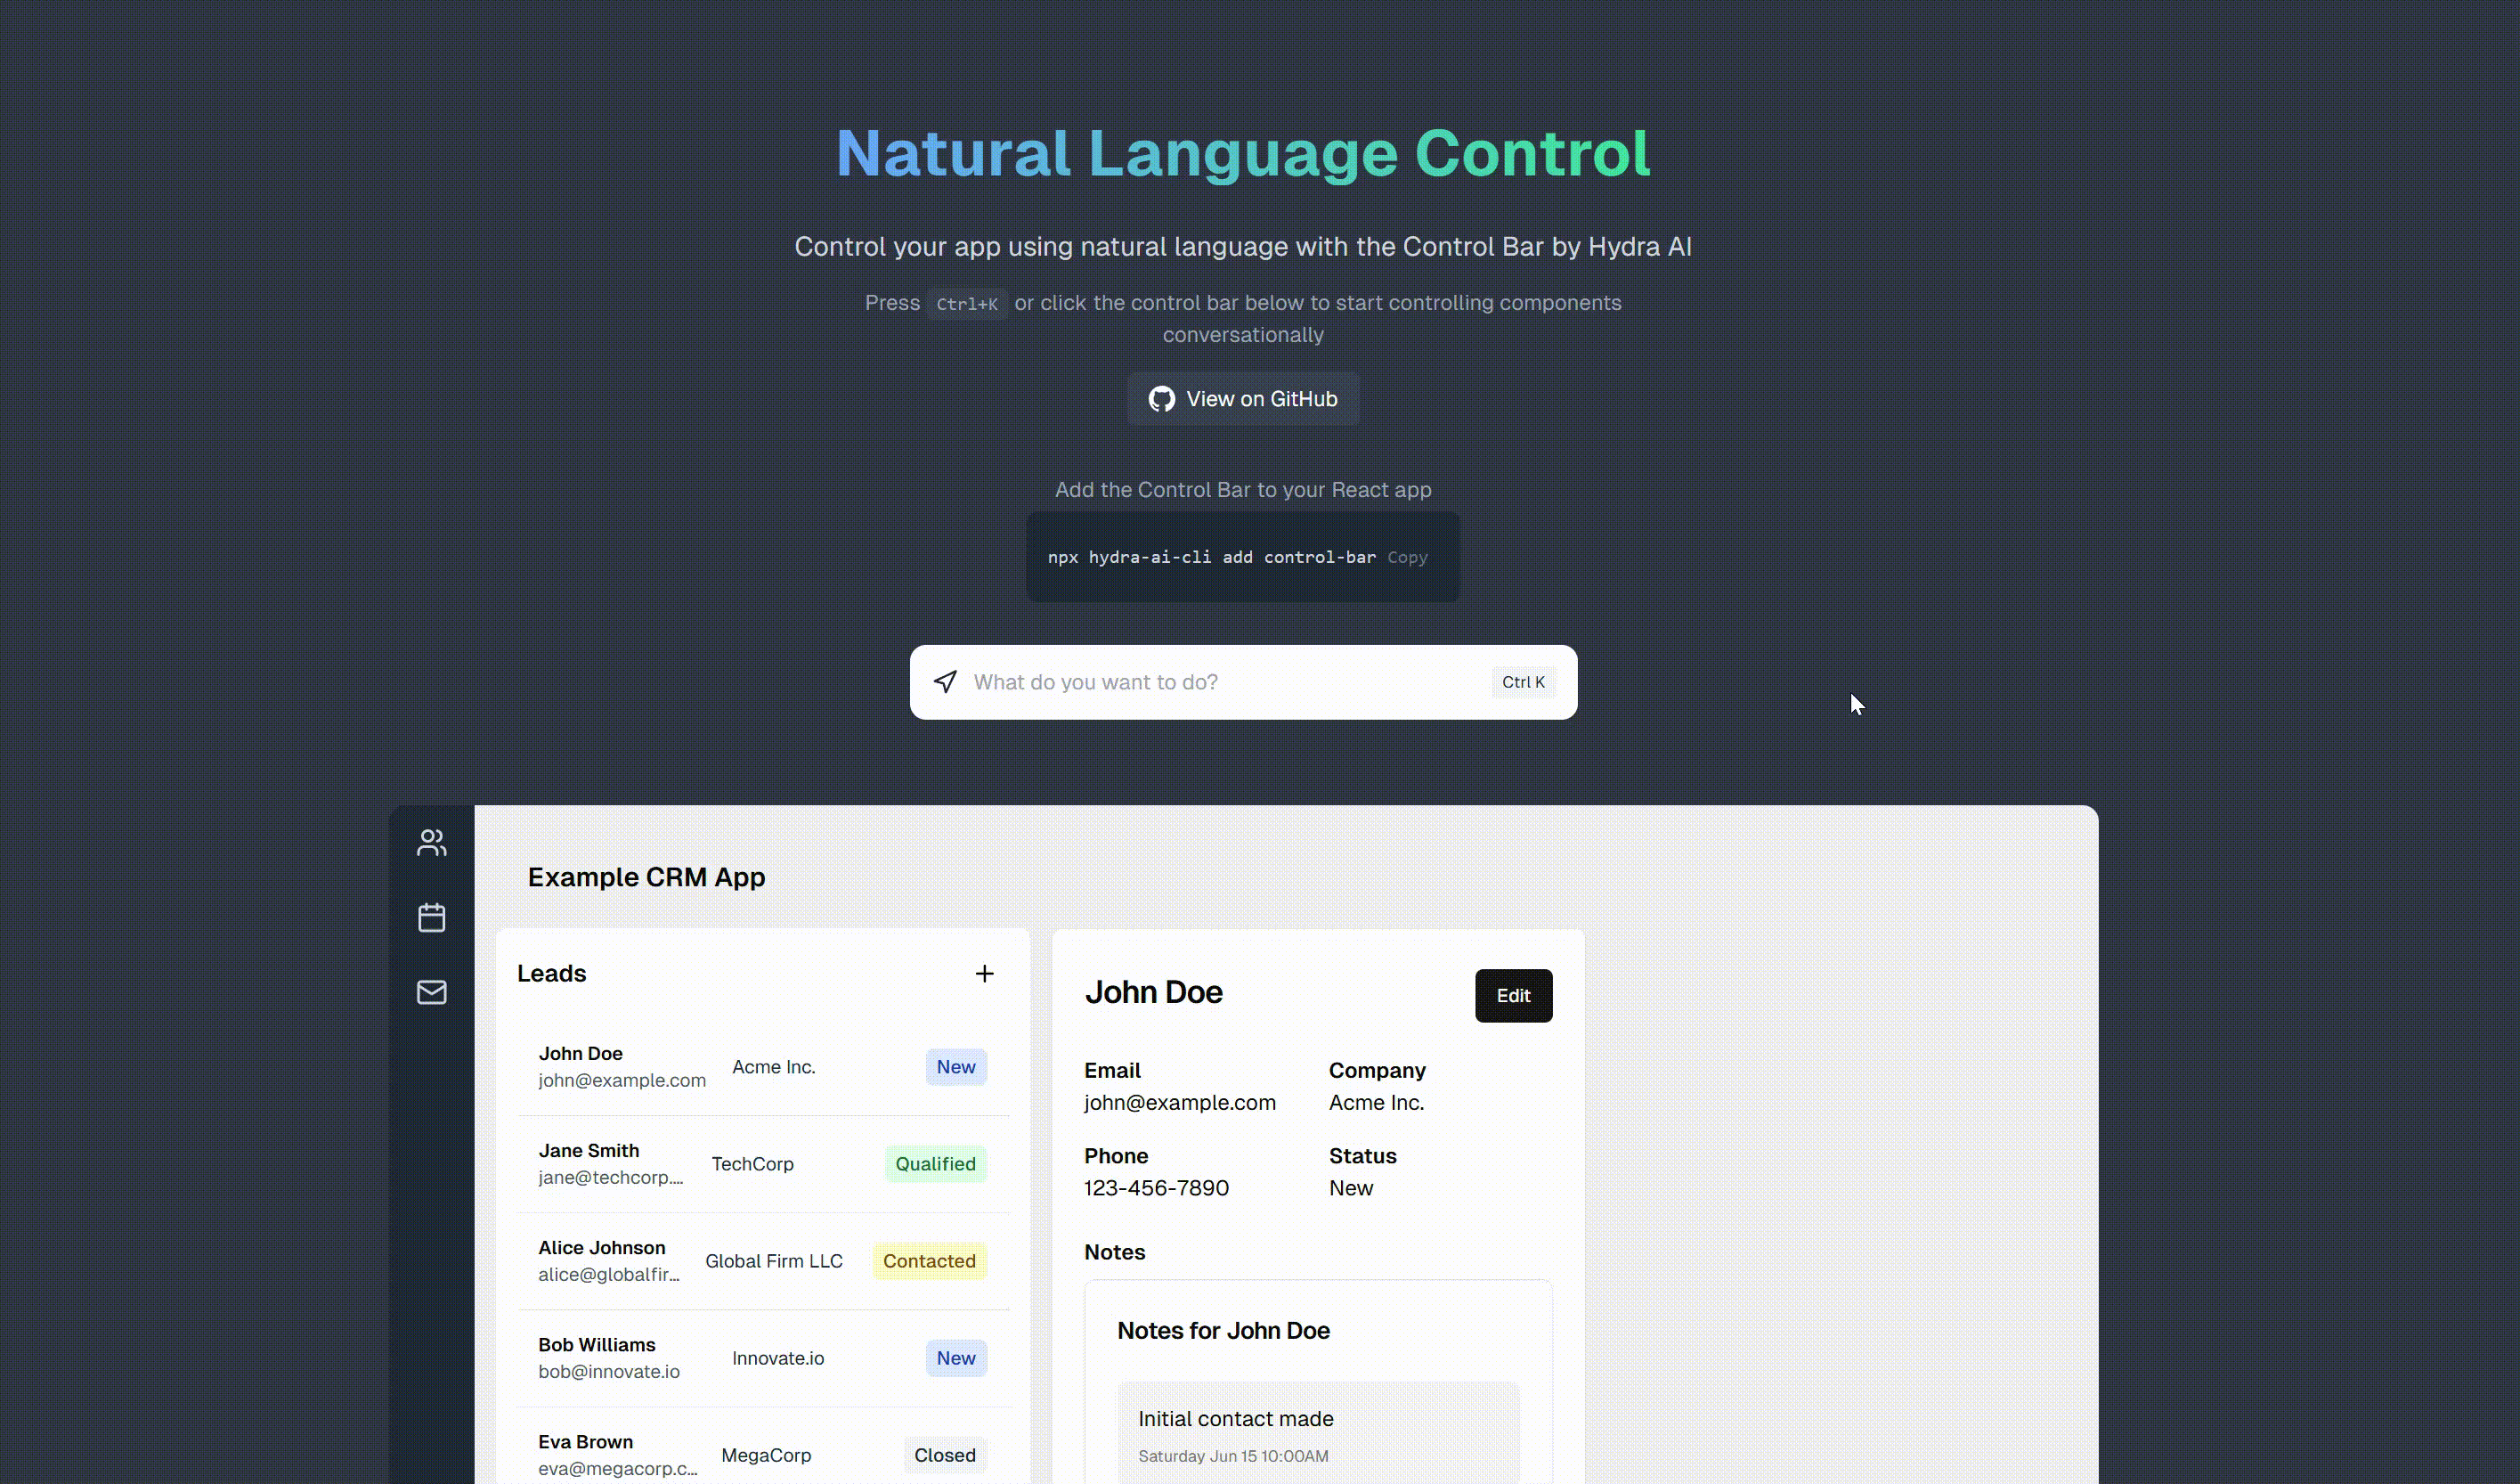 Natural Language Control
Control your app using natural language with the Control Bar by Hydra AI
Press Ctrl+K or click the control bar below to start controlling components
conversationally
View on GitHub
Add the Control Bar to your React app
npx hydra-ai-cli add control-bar Copy
What do you want to do? Ctrl K
Example CRM App
Leads
John Doe
john@example.com
Acme Inc.
New
Jane Smith
jane@techcorp....
TechCorp
Qualified
Alice Johnson
alice@globalfir...
Global Firm LLC
Contacted
Bob Williams
bob@innovate.io
Innovate.io
New
Eva Brown
eva@megacorp.c...
MegaCorp
Closed
John Doe
Edit
Email
john@example.com
Company
Acme Inc.
Phone
123-456-7890
Status
New
Notes
Notes for John Doe
Initial contact made
Saturday Jun 15 10:00AM